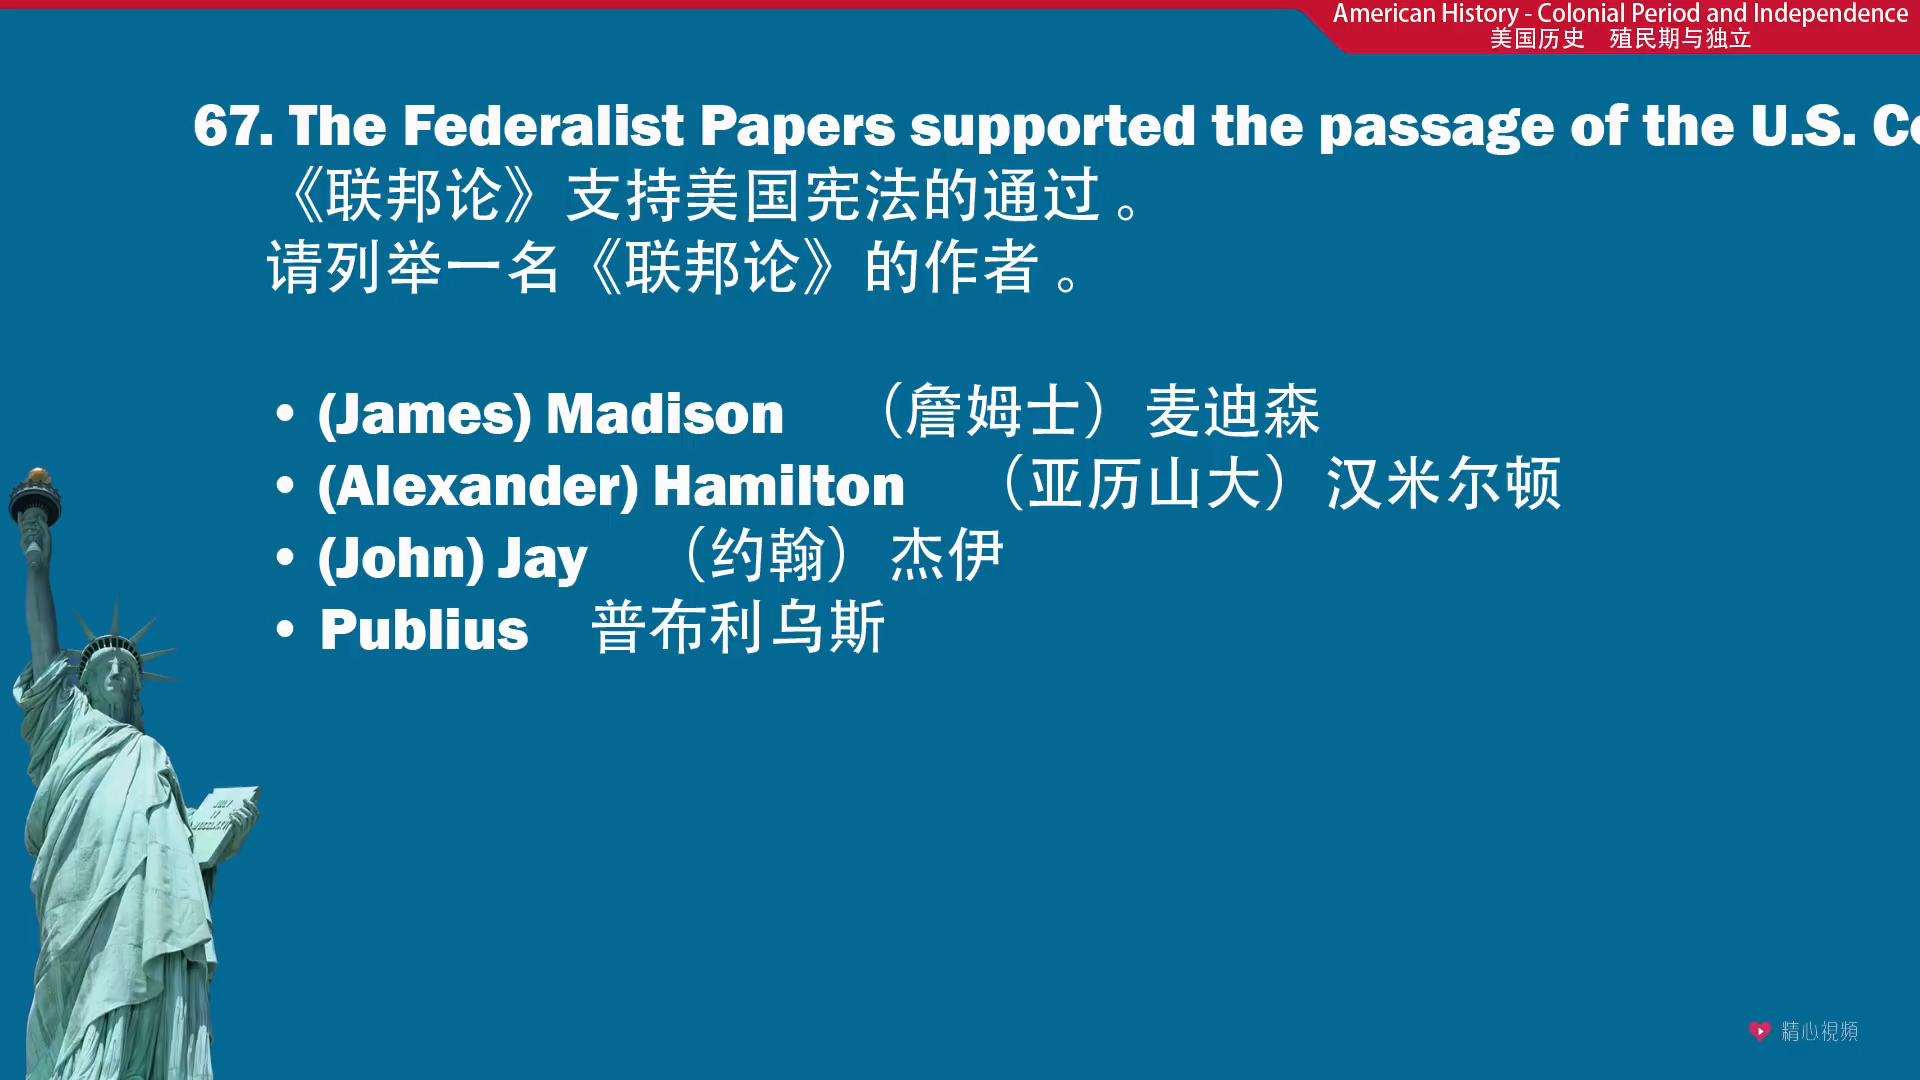 American History - Colonial Period and Independence
美国历史 殖民期与独立
67. The Federalist Papers supported the passage of the U.S.
《联邦论》支持美国宪法的通过。
请列举一名《联邦论》的作者。
• (James) Madison （詹姆士）麦迪森
• (Alexander) Hamilton （亚历山大）汉米尔顿
• (John) Jay （约翰）杰伊
• Publius 普布利乌斯
JULY
IV
精心視頻